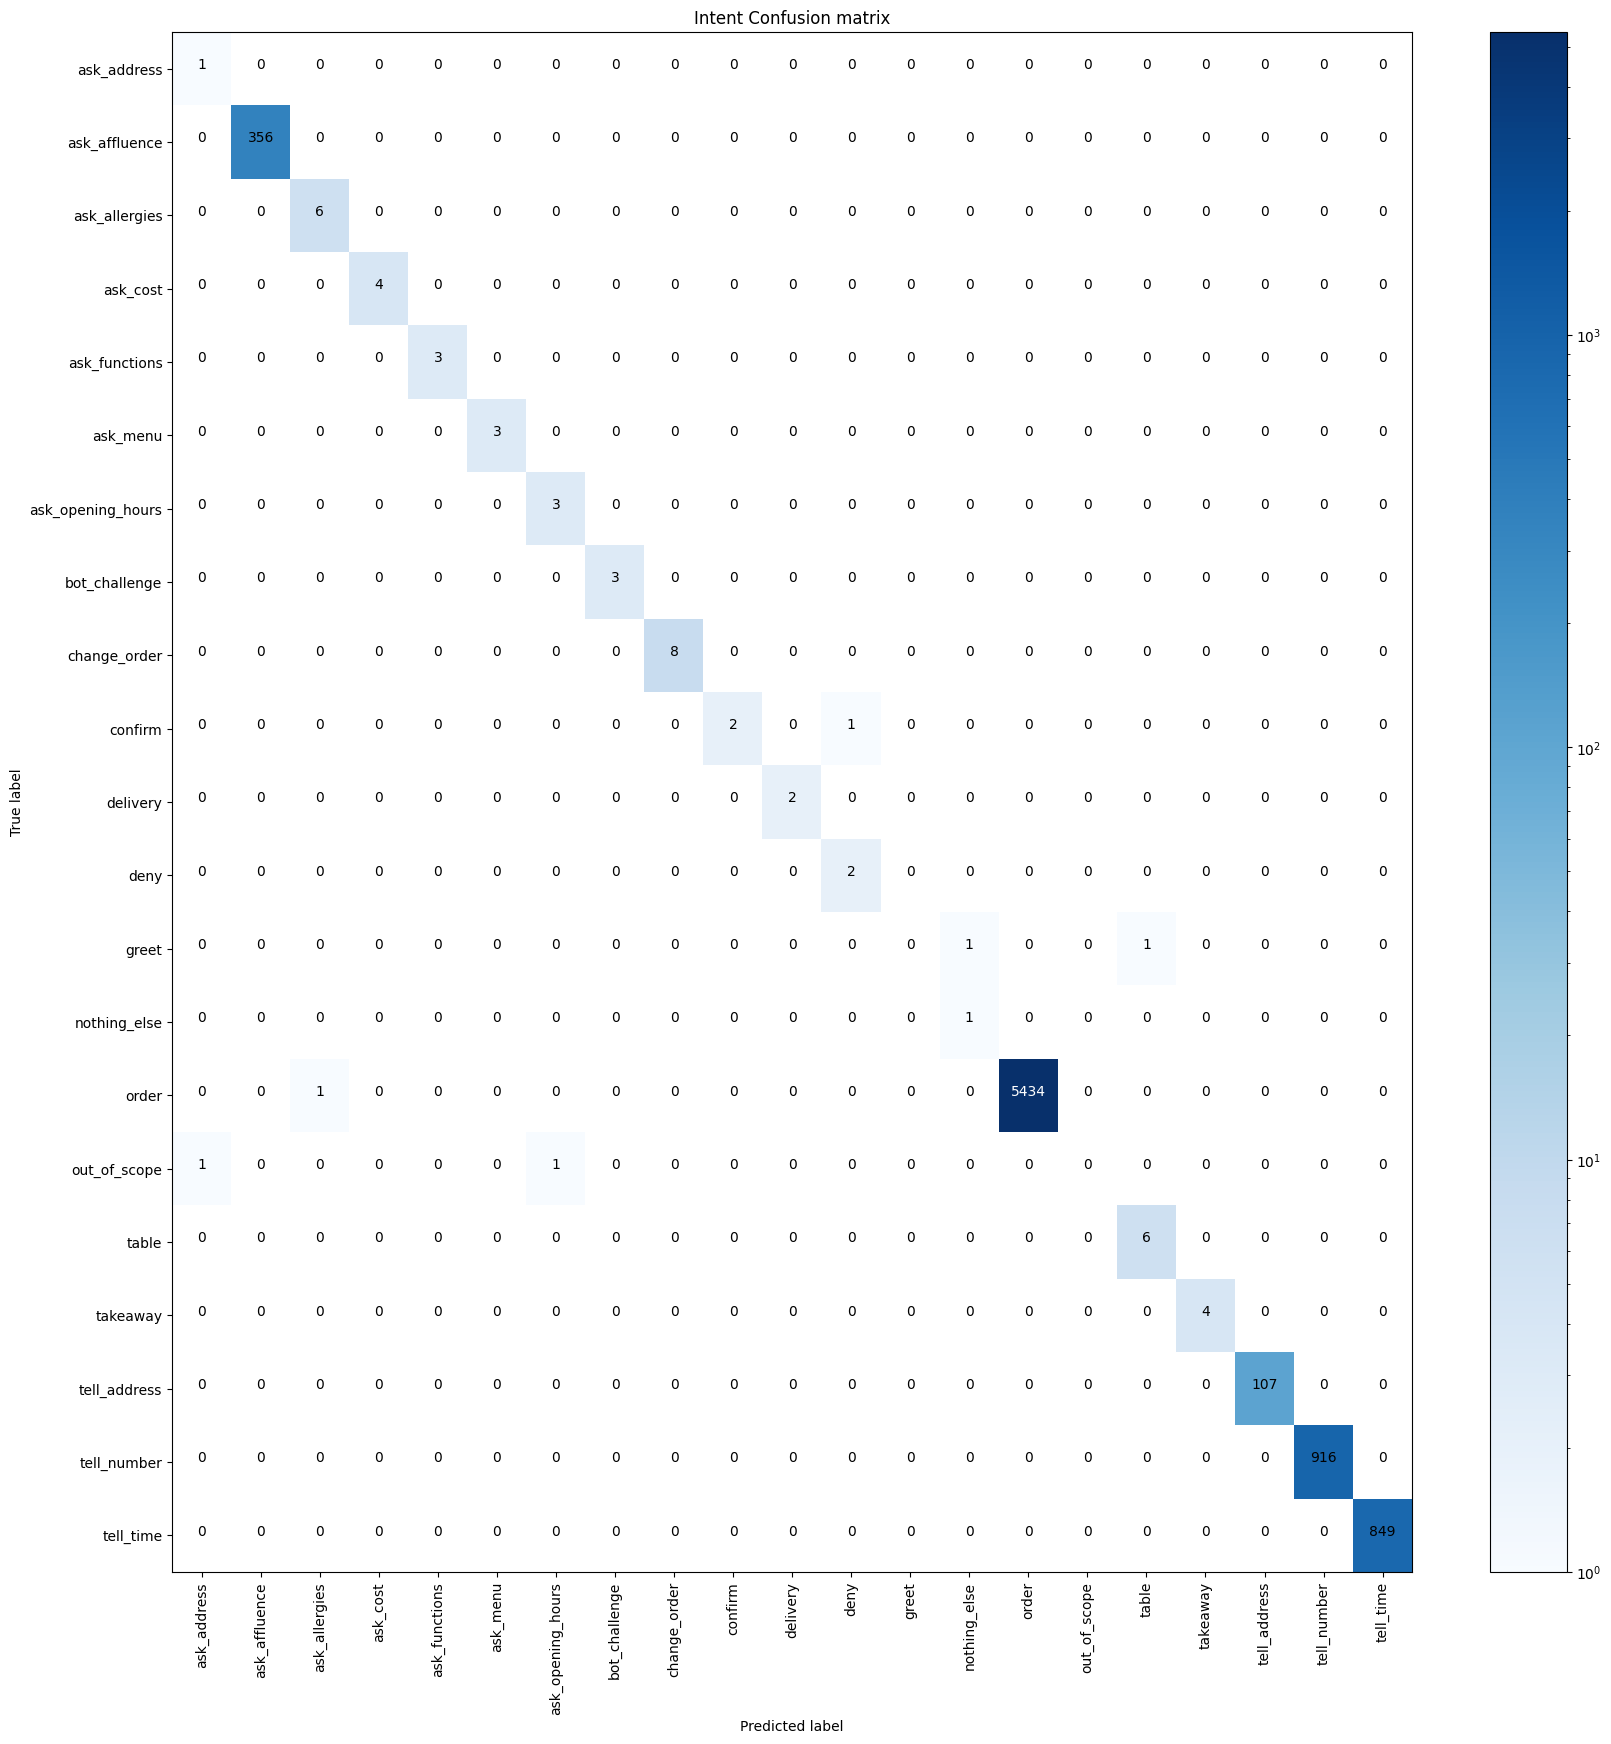 Intent Confusion matrix
ask_address 1 0 0 0 0 0 0 0 0 0 0 0 0 0 0 0 0 0 0 0 0
ask_affluence 0 356 0 0 0 0 0 0 0 0 0 0 0 0 0 0 0 0 0 0 0
ask_allergies 0 0 6 0 0 0 0 0 0 0 0 0 0 0 0 0 0 0 0 0 0
ask_cost 0 0 0 4 0 0 0 0 0 0 0 0 0 0 0 0 0 0 0 0 0
ask_functions 0 0 0 0 3 0 0 0 0 0 0 0 0 0 0 0 0 0 0 0 0
ask_menu 0 0 0 0 0 3 0 0 0 0 0 0 0 0 0 0 0 0 0 0 0
ask_opening_hours 0 0 0 0 0 0 3 0 0 0 0 0 0 0 0 0 0 0 0 0 0
bot_challenge 0 0 0 0 0 0 0 3 0 0 0 0 0 0 0 0 0 0 0 0 0
change_order 0 0 0 0 0 0 0 0 8 0 0 0 0 0 0 0 0 0 0 0 0
confirm 0 0 0 0 0 0 0 0 0 2 0 1 0 0 0 0 0 0 0 0 0
delivery 0 0 0 0 0 0 0 0 0 0 2 0 0 0 0 0 0 0 0 0 0
deny 0 0 0 0 0 0 0 0 0 0 0 2 0 0 0 0 0 0 0 0 0
greet 0 0 0 0 0 0 0 0 0 0 0 0 0 1 0 0 1 0 0 0 0
nothing_else 0 0 0 0 0 0 0 0 0 0 0 0 0 1 0 0 0 0 0 0 0
order 0 0 1 0 0 0 0 0 0 0 0 0 0 0 5434 0 0 0 0 0 0
out_of_scope 1 0 0 0 0 0 1 0 0 0 0 0 0 0 0 0 0 0 0 0 0
table 0 0 0 0 0 0 0 0 0 0 0 0 0 0 0 0 6 0 0 0 0
takeaway 0 0 0 0 0 0 0 0 0 0 0 0 0 0 0 0 0 4 0 0 0
tell_address 0 0 0 0 0 0 0 0 0 0 0 0 0 0 0 0 0 0 107 0 0
tell_number 0 0 0 0 0 0 0 0 0 0 0 0 0 0 0 0 0 0 0 916 0
tell_time 0 0 0 0 0 0 0 0 0 0 0 0 0 0 0 0 0 0 0 0 849
True label
ask_address
ask_affluence
ask_allergies
ask_cost
ask_functions
ask_menu
ask_opening_hours
bot_challenge
change_order
confirm
delivery
deny
greet
nothing_else
order
out_of_scope
table
takeaway
tell_address
tell_number
tell_time
Predicted label
10³
10²
10¹
10⁰